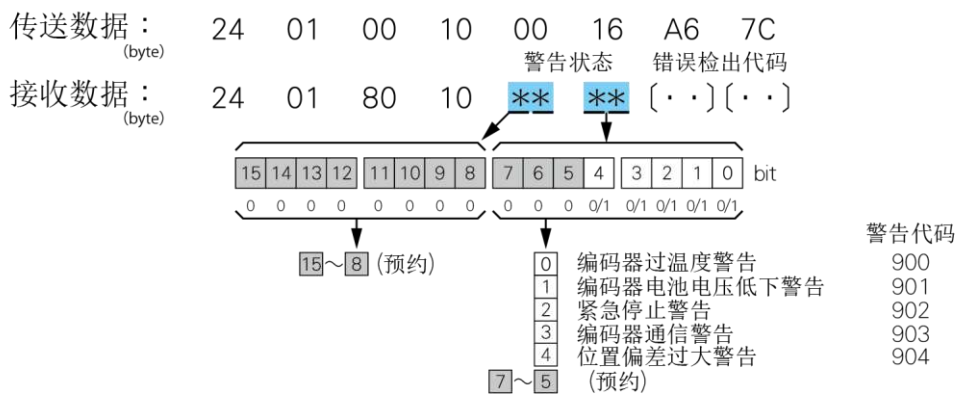 传送数据： 24 01 00 10 00 16 A6 7C
(byte)
警告状态 错误检出代码
接收数据： 24 01 80 10 ** ** 〔··〕〔··〕
(byte)
15 14 13 12 11 10 9 8 7 6 5 4 3 2 1 0 bit
0 0 0 0 0 0 0 0 0 0 0 0/1 0/1 0/1 0/1 0/1
警告代码
15～8 (预约)
0 编码器过温度警告 900
1 编码器电池电压低下警告 901
2 紧急停止警告 902
3 编码器通信警告 903
4 位置偏差过大警告 904
7～5 (预约)